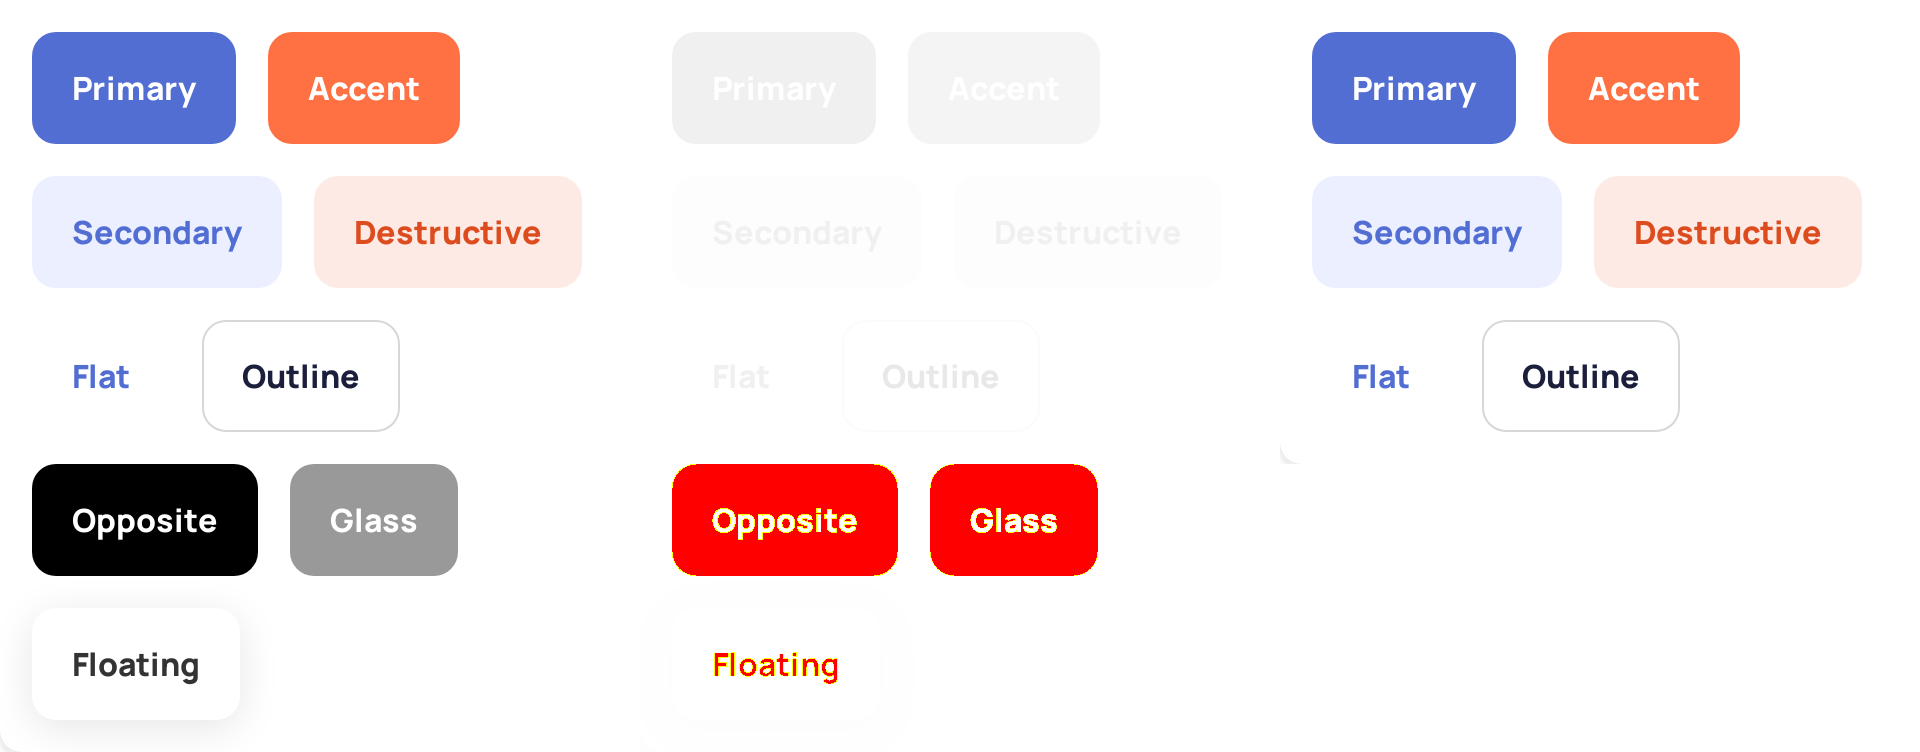 Primary Accent Primary Accent Primary Accent
Secondary Destructive Secondary Destructive Secondary Destructive
Flat Outline Flat Outline Flat Outline
Opposite Glass Opposite Glass
Floating Floating